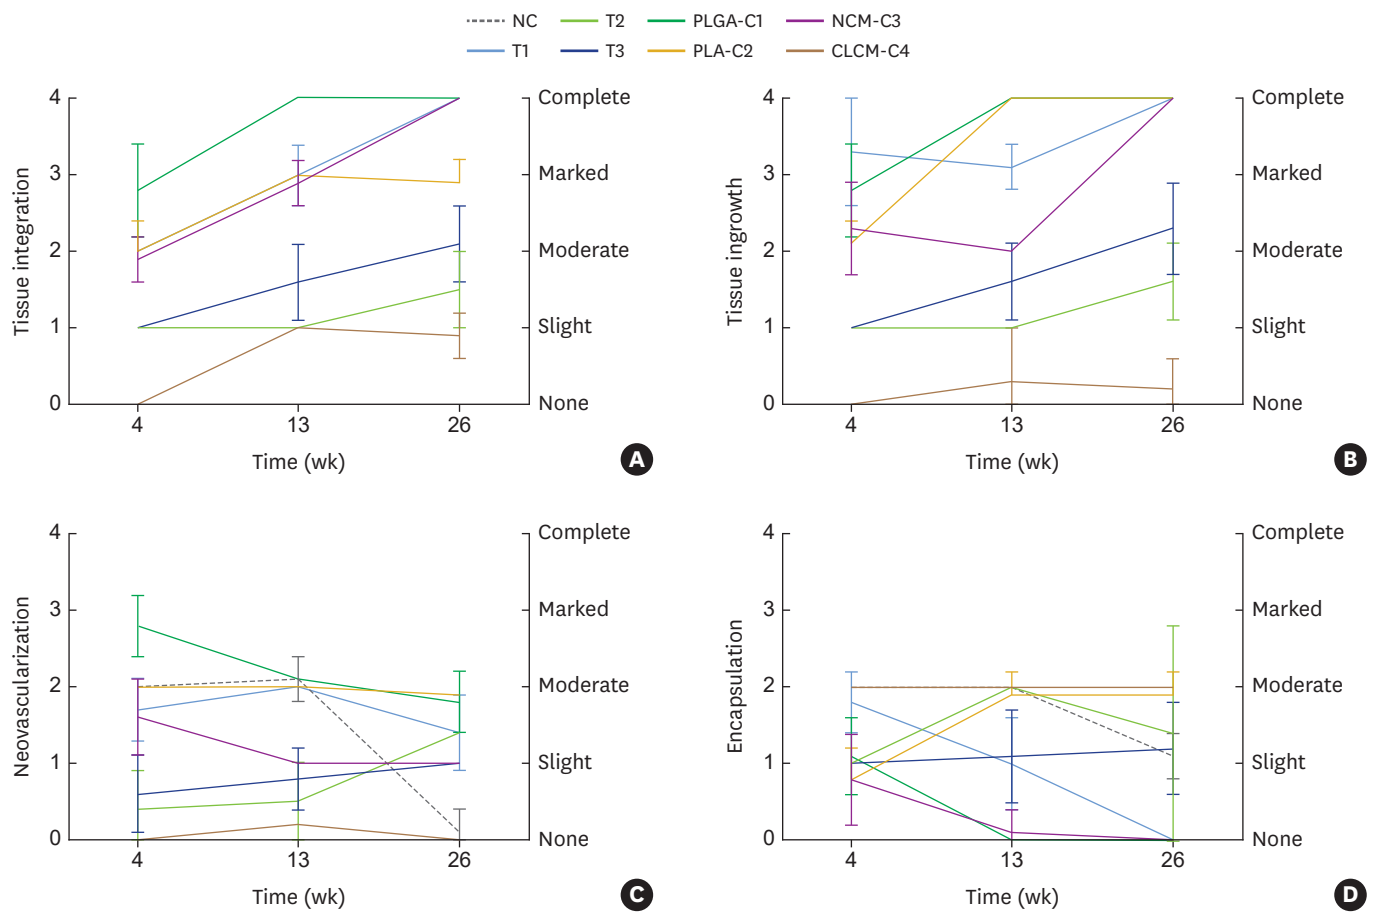 NC T2 PLGA-C1 NCM-C3
T1 T3 PLA-C2 CLCM-C4
4 Complete
3 Marked
2 Moderate
1 Slight
0 None
Tissue integration
4 13 26
Time (wk)
A
4 Complete
3 Marked
2 Moderate
1 Slight
0 None
Tissue ingrowth
4 13 26
Time (wk)
B
4 Complete
3 Marked
2 Moderate
1 Slight
0 None
Neovascularization
4 13 26
Time (wk)
C
4 Complete
3 Marked
2 Moderate
1 Slight
0 None
Encapsulation
4 13 26
Time (wk)
D